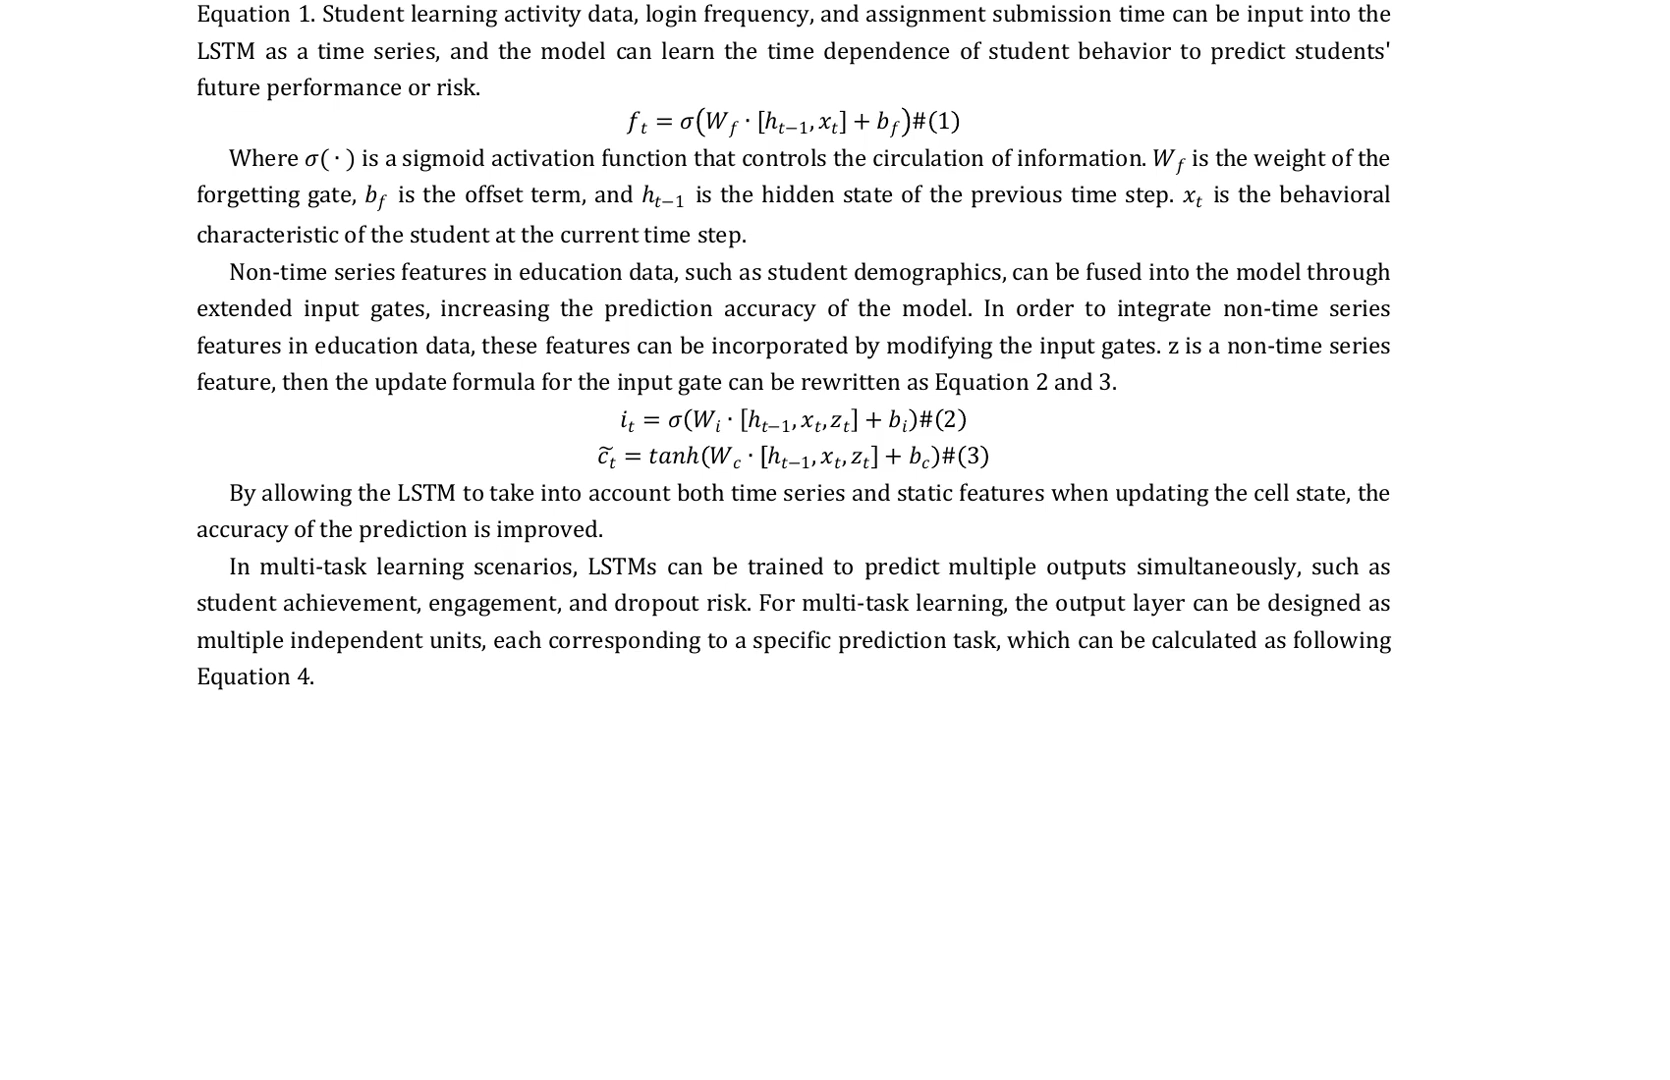 Equation 1. Student learning activity data, login frequency, and assignment submission time can be input into the
LSTM as a time series, and the model can learn the time dependence of student behavior to predict students'
future performance or risk.
f_t = σ(W_f · [h_{t−1}, x_t] + b_f)#(1)
Where σ( · ) is a sigmoid activation function that controls the circulation of information. W_f is the weight of the
forgetting gate, b_f is the offset term, and h_{t−1} is the hidden state of the previous time step. x_t is the behavioral
characteristic of the student at the current time step.
Non-time series features in education data, such as student demographics, can be fused into the model through
extended input gates, increasing the prediction accuracy of the model. In order to integrate non-time series
features in education data, these features can be incorporated by modifying the input gates. z is a non-time series
feature, then the update formula for the input gate can be rewritten as Equation 2 and 3.
i_t = σ(W_i · [h_{t−1}, x_t, z_t] + b_i)#(2)
c̃_t = tanh(W_c · [h_{t−1}, x_t, z_t] + b_c)#(3)
By allowing the LSTM to take into account both time series and static features when updating the cell state, the
accuracy of the prediction is improved.
In multi-task learning scenarios, LSTMs can be trained to predict multiple outputs simultaneously, such as
student achievement, engagement, and dropout risk. For multi-task learning, the output layer can be designed as
multiple independent units, each corresponding to a specific prediction task, which can be calculated as following
Equation 4.